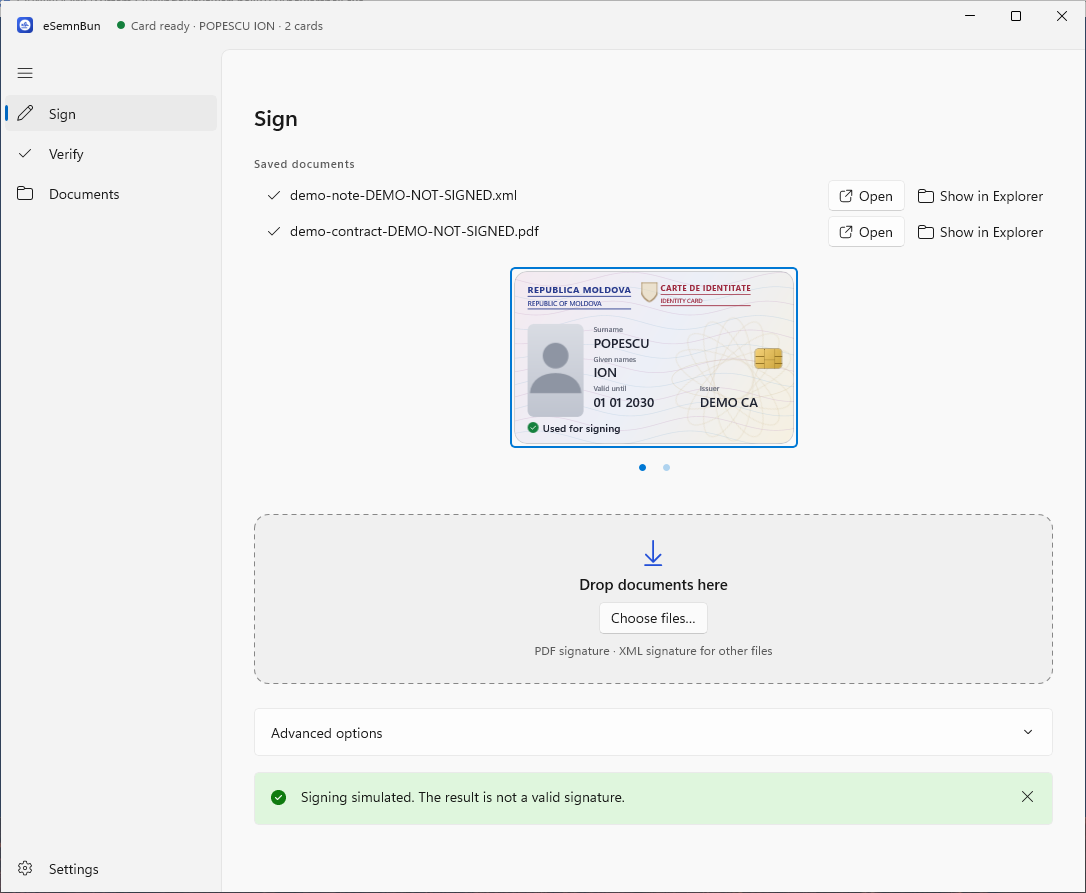 eSemnBun
Card ready · POPESCU ION · 2 cards
Sign
Verify
Documents
Sign
Saved documents
demo-note-DEMO-NOT-SIGNED.xml
Open
Show in Explorer
demo-contract-DEMO-NOT-SIGNED.pdf
Open
Show in Explorer
REPUBLICA MOLDOVA
REPUBLIC OF MOLDOVA
CARTE DE IDENTITATE
IDENTITY CARD
Surname
POPESCU
Given names
ION
Valid until
01 01 2030
Issuer
DEMO CA
Used for signing
Drop documents here
Choose files...
PDF signature · XML signature for other files
Advanced options
Signing simulated. The result is not a valid signature.
Settings